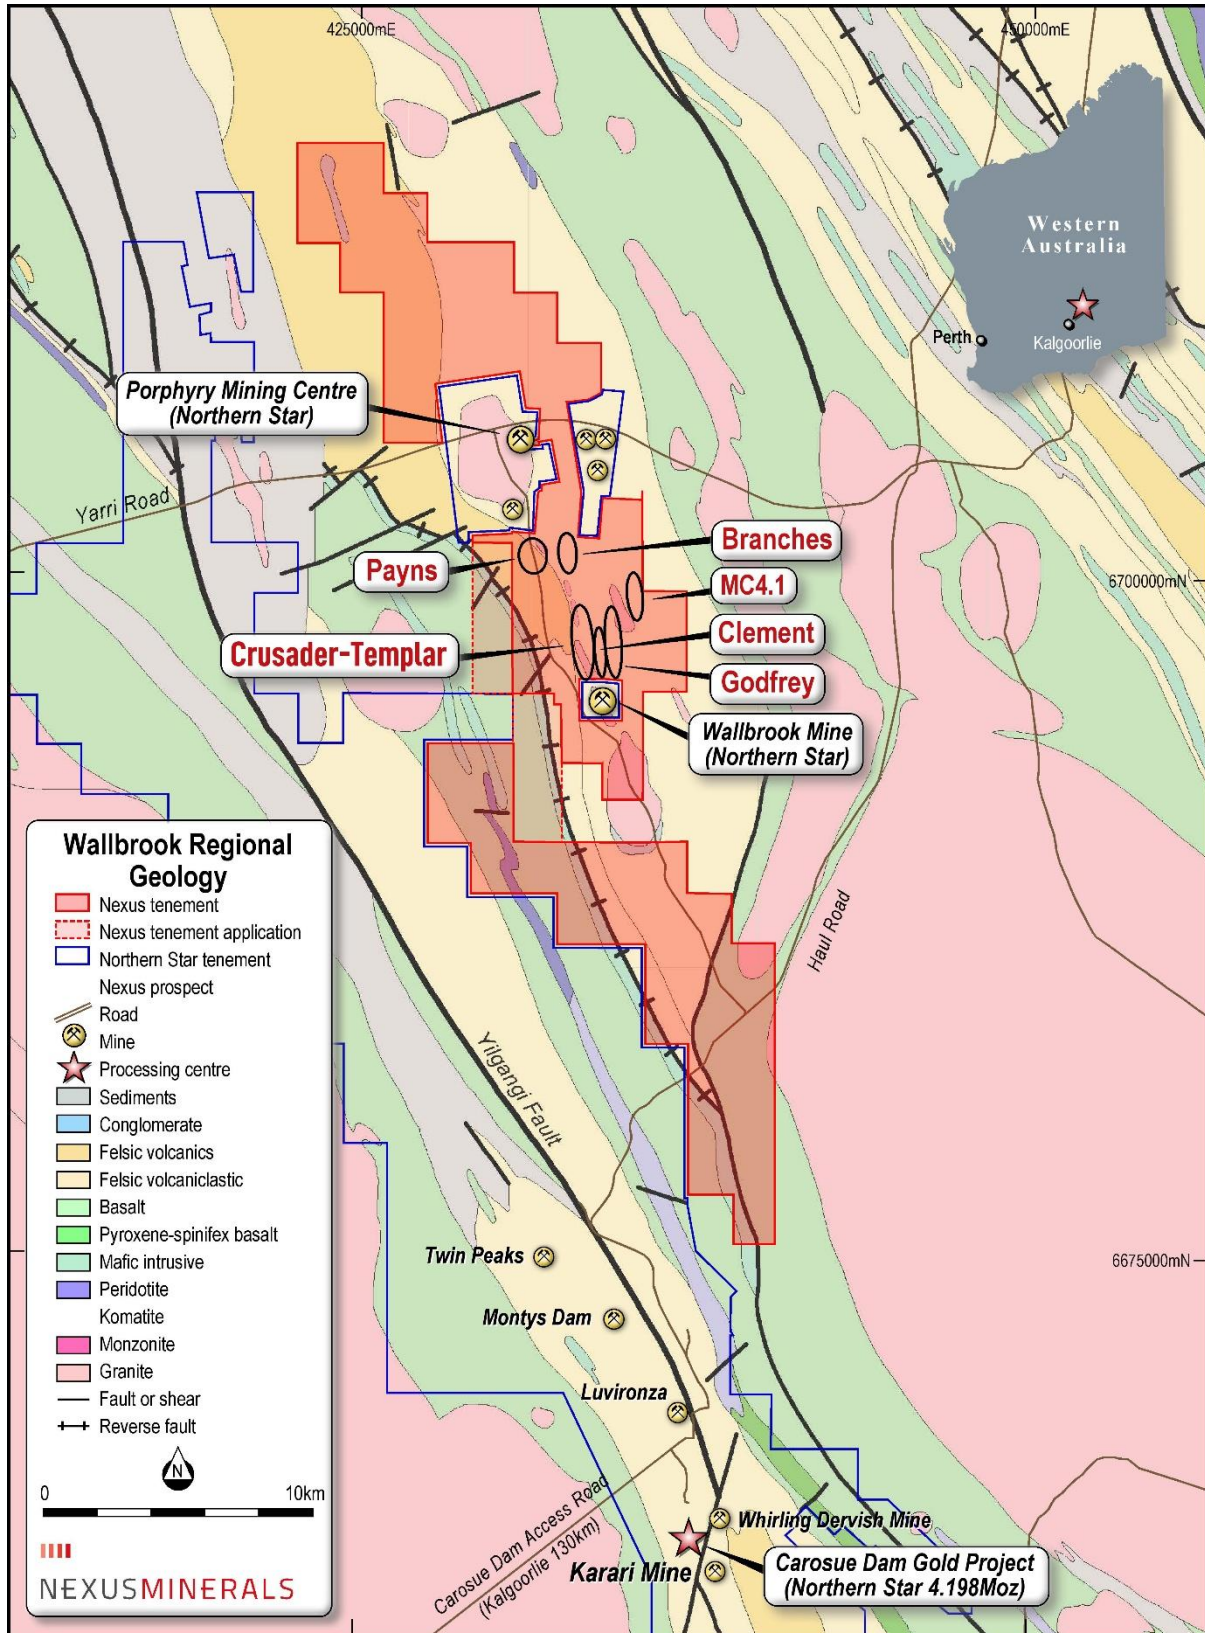 425000mE
450000mE
Western
Australia
Perth
Kalgoorlie
Porphyry Mining Centre
(Northern Star)
Yarri Road
Branches
Payns
6700000mN
MC4.1
Clement
Crusader-Templar
Godfrey
Wallbrook Mine
(Northern Star)
Haul Road
Yilgangi Fault
Wallbrook Regional
Geology
Nexus tenement
Nexus tenement application
Northern Star tenement
Nexus prospect
Road
Mine
Processing centre
Sediments
Conglomerate
Felsic volcanics
Felsic volcaniclastic
Basalt
Pyroxene-spinifex basalt
Mafic intrusive
Peridotite
Komatite
Monzonite
Granite
Fault or shear
Reverse fault
N
0 10km
NEXUSMINERALS
Twin Peaks
6675000mN
Montys Dam
Luvironza
Carosue Dam Access Road
(Kalgoorlie 130km)
Whirling Dervish Mine
Karari Mine
Carosue Dam Gold Project
(Northern Star 4.198Moz)